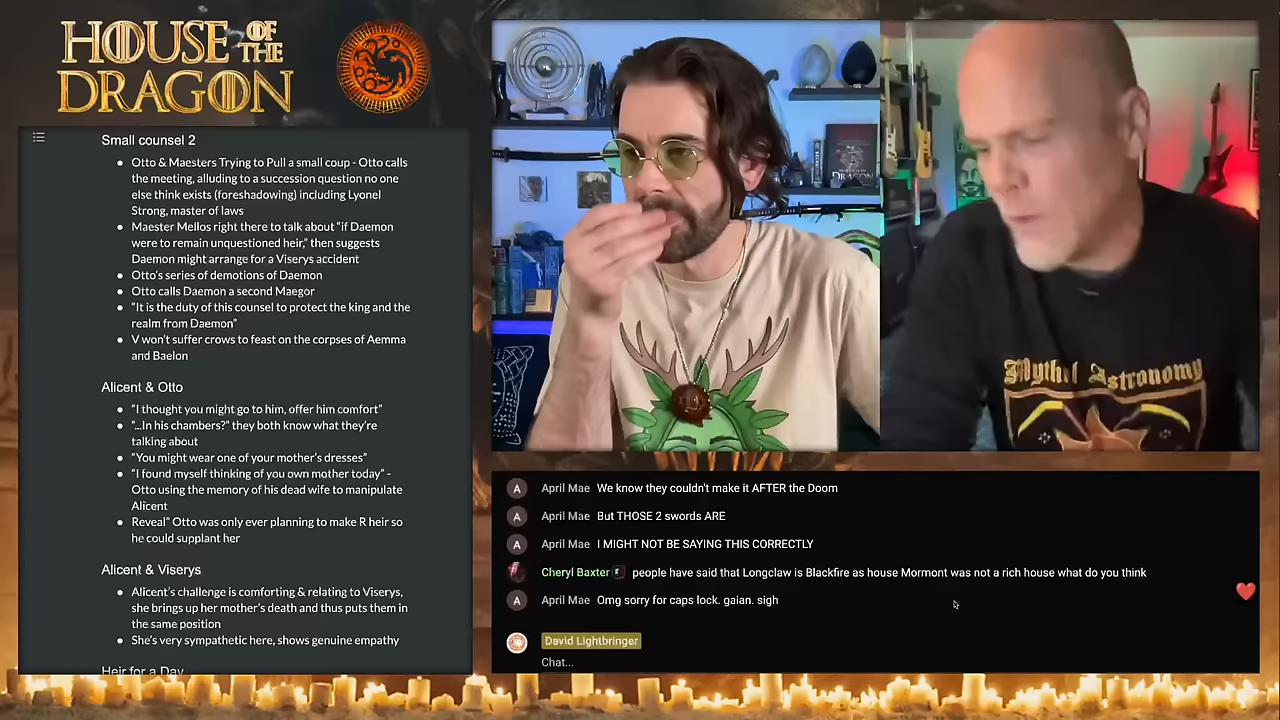 HOUSE OF THE
DRAGON
Small counsel 2
Otto & Maesters Trying to Pull a small coup - Otto calls
the meeting, alluding to a succession question no one
else think exists (foreshadowing) including Lyonel
Strong, master of laws
Maester Mellos right there to talk about "if Daemon
were to remain unquestioned heir," then suggests
Daemon might arrange for a Viserys accident
Otto's series of demotions of Daemon
Otto calls Daemon a second Maegor
"It is the duty of this counsel to protect the king and the
realm from Daemon"
V won't suffer crows to feast on the corpses of Aemma
and Baelon
Alicent & Otto
"I thought you might go to him, offer him comfort"
"...In his chambers?" they both know what they're
talking about
"You might wear one of your mother's dresses"
"I found myself thinking of you own mother today" -
Otto using the memory of his dead wife to manipulate
Alicent
Reveal" Otto was only ever planning to make R heir so
he could supplant her
Alicent & Viserys
Alicent's challenge is comforting & relating to Viserys,
she brings up her mother's death and thus puts them in
the same position
She's very sympathetic here, shows genuine empathy
Heir for a Day
DRAGON
Mythal Astronomy
A April Mae We know they couldn't make it AFTER the Doom
A April Mae But THOSE 2 swords ARE
A April Mae I MIGHT NOT BE SAYING THIS CORRECTLY
Cheryl Baxter people have said that Longclaw is Blackfire as house Mormont was not a rich house what do you think
A April Mae Omg sorry for caps lock. gaian. sigh
David Lightbringer
Chat...